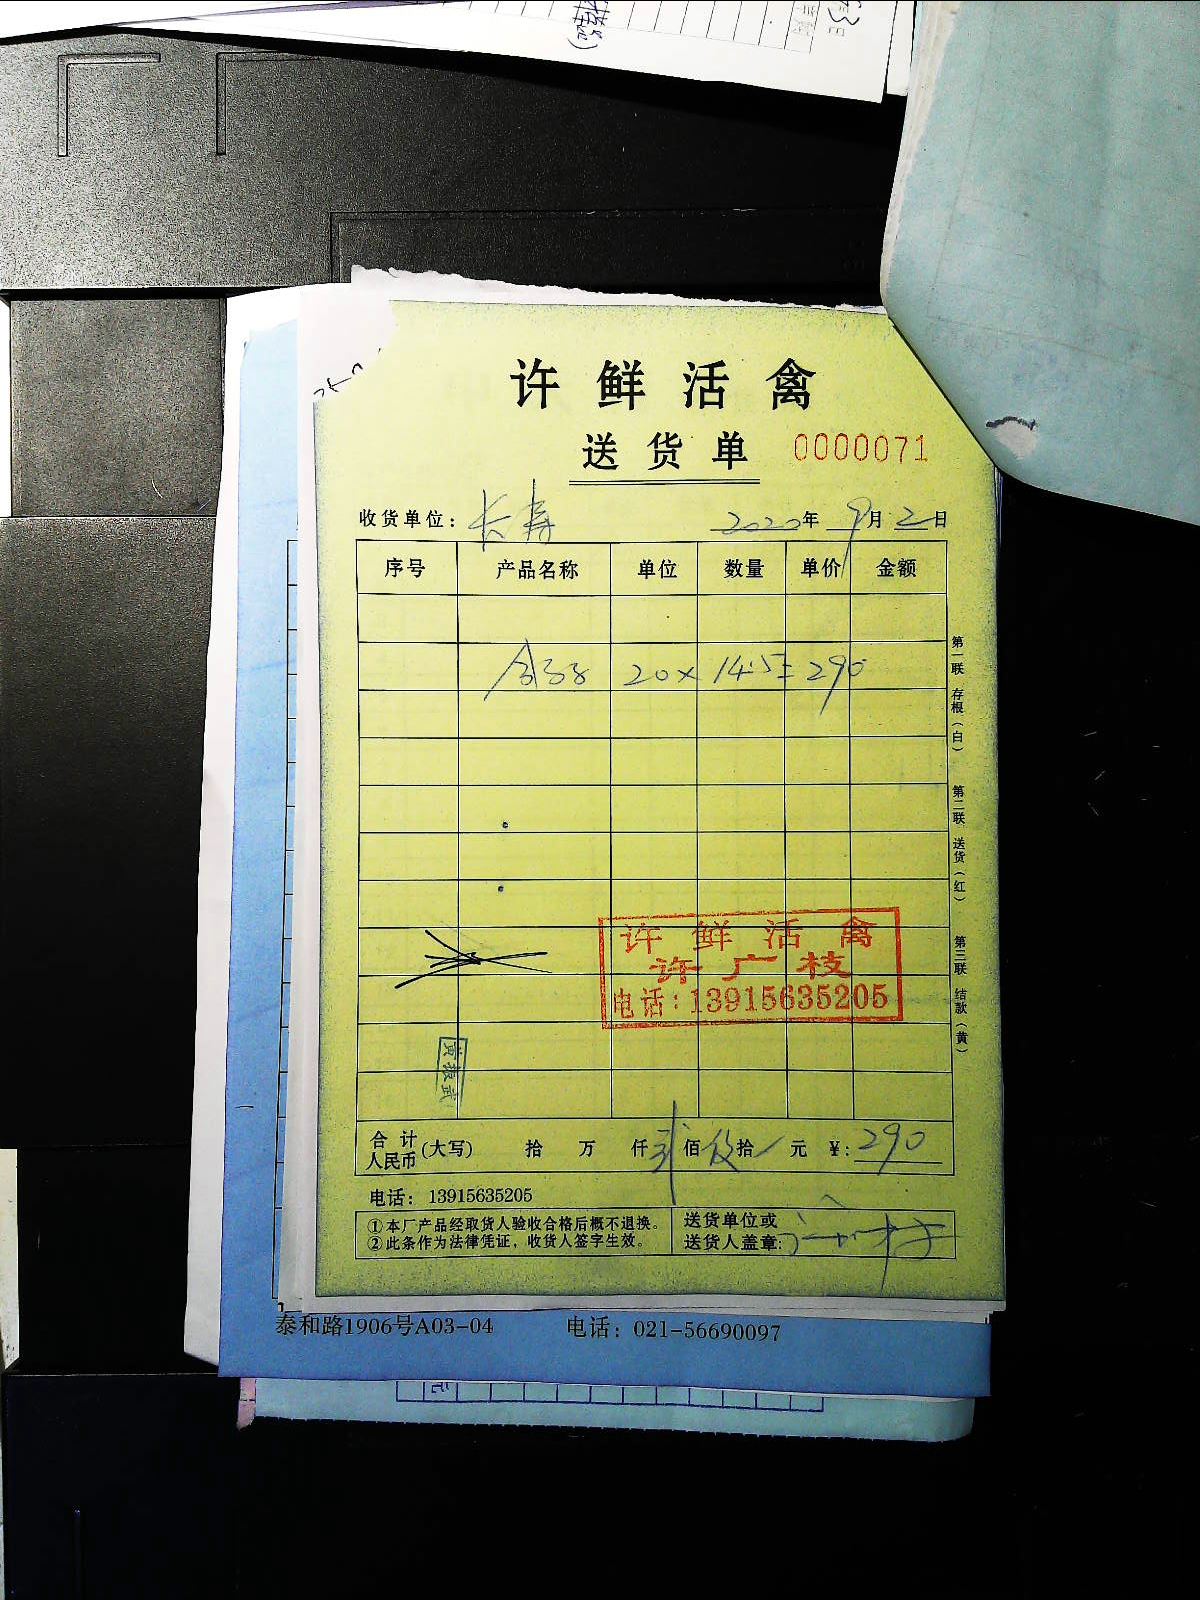 许鲜活禽
送货单 0000071
收货单位：长寿 2020年9月2日
序号 产品名称 单位 数量 单价 金额
20×14.5=290
第一联 存根（白） 第二联 送货（红） 第三联 结款（黄）
许鲜活禽
许广枝
电话：13915635205
合计人民币（大写） 拾 万 仟 贰 佰 玖 拾 元 ￥：290
电话：13915635205
①本厂产品经取货人验收合格后概不退换。
②此条作为法律凭证，收货人签字生效。
送货单位或
送货人盖章：
泰和路1906号A03-04 电话：021-56690097